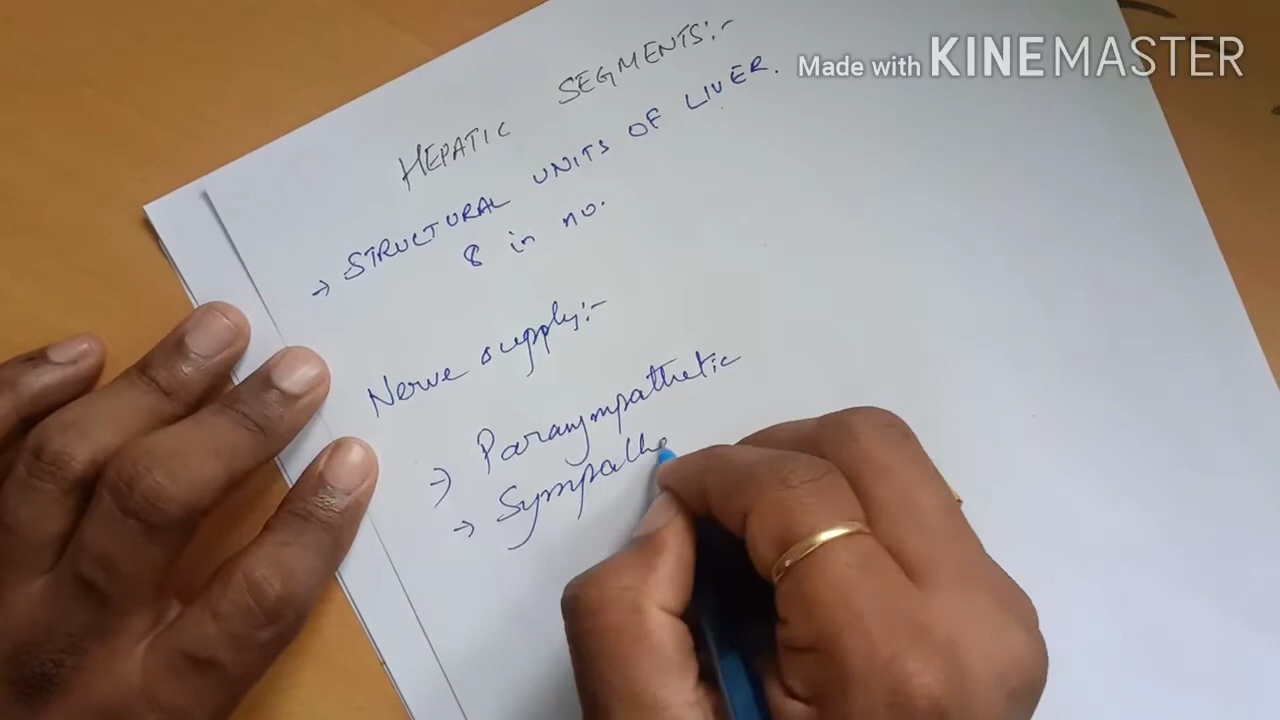 Made with KINEMASTER
HEPATIC SEGMENTS:-
→ STRUCTURAL UNITS OF LIVER.
8 in no.
Nerve supply:-
→ Parasympathetic
→ Sympathe